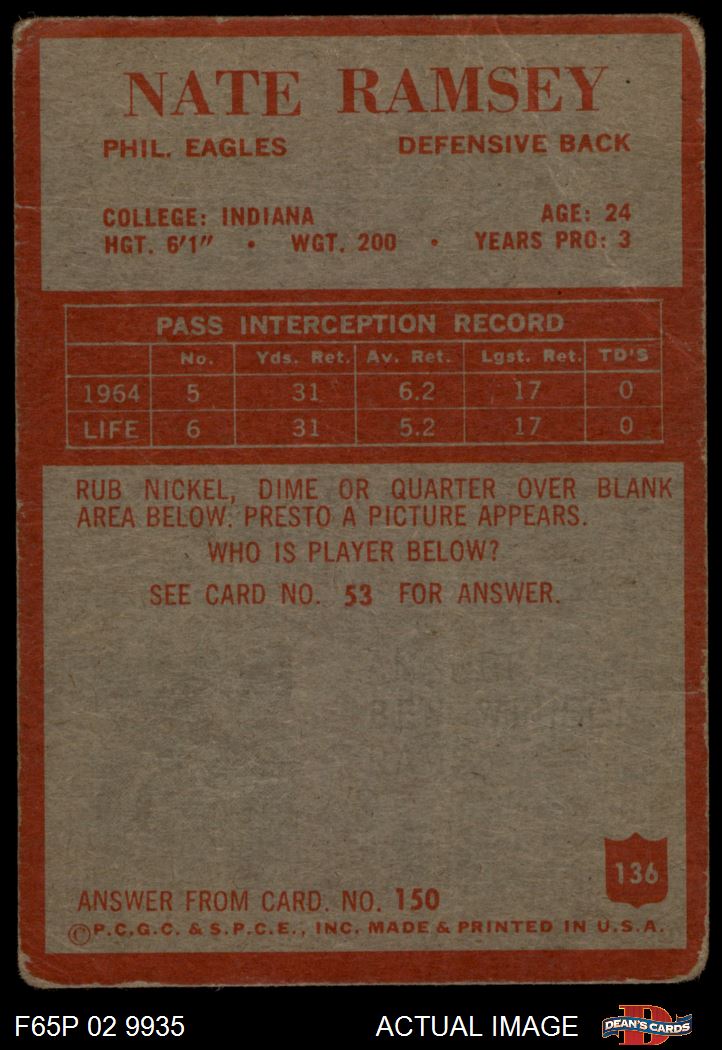 NATE RAMSEY
PHIL. EAGLES DEFENSIVE BACK
COLLEGE: INDIANA AGE: 24
HGT. 6'1" • WGT. 200 • YEARS PRO: 3
PASS INTERCEPTION RECORD
No. Yds. Ret. Av. Ret. Lgst. Ret. TD'S
1964 5 31 6.2 17 0
LIFE 6 31 5.2 17 0
RUB NICKEL, DIME OR QUARTER OVER BLANK
AREA BELOW. PRESTO A PICTURE APPEARS.
WHO IS PLAYER BELOW?
SEE CARD NO. 53 FOR ANSWER.
136
ANSWER FROM CARD. NO. 150
©P.C.G.C. & S.P.C.E., INC. MADE & PRINTED IN U.S.A.
F65P 02 9935 ACTUAL IMAGE D DEAN'S CARDS